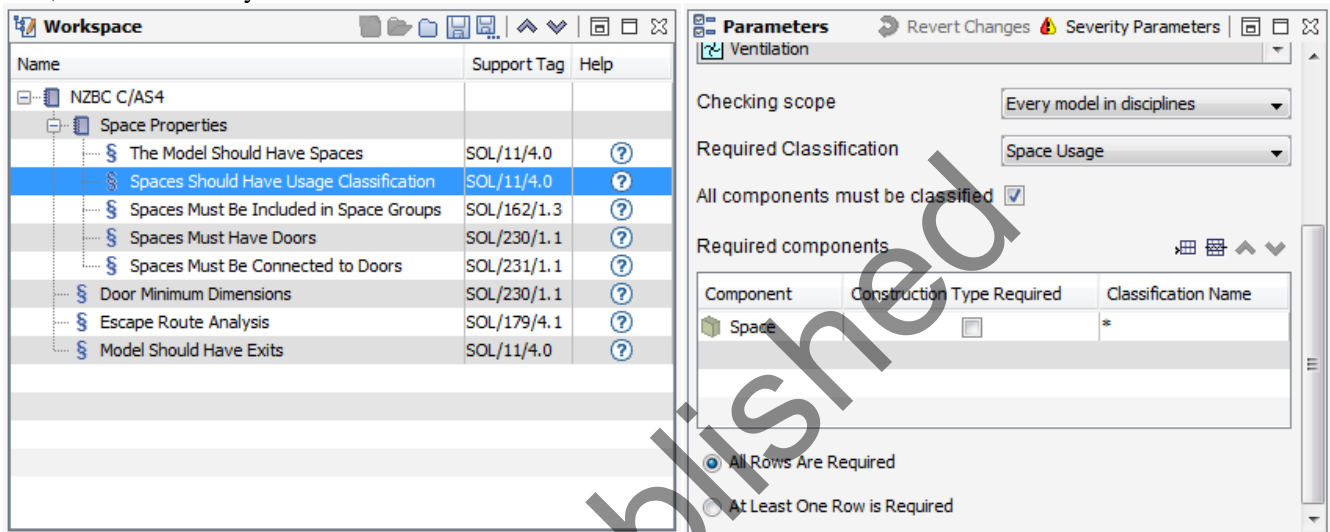 Workspace
Name Support Tag Help
NZBC C/AS4
Space Properties
§ The Model Should Have Spaces SOL/11/4.0 ?
§ Spaces Should Have Usage Classification SOL/11/4.0 ?
§ Spaces Must Be Included in Space Groups SOL/162/1.3 ?
§ Spaces Must Have Doors SOL/230/1.1 ?
§ Spaces Must Be Connected to Doors SOL/231/1.1 ?
§ Door Minimum Dimensions SOL/230/1.1 ?
§ Escape Route Analysis SOL/179/4.1 ?
§ Model Should Have Exits SOL/11/4.0 ?
Parameters Revert Changes Severity Parameters
Ventilation
Checking scope Every model in disciplines
Required Classification Space Usage
All components must be classified
Required components
Component Construction Type Required Classification Name
Space *
All Rows Are Required
At Least One Row is Required
blished